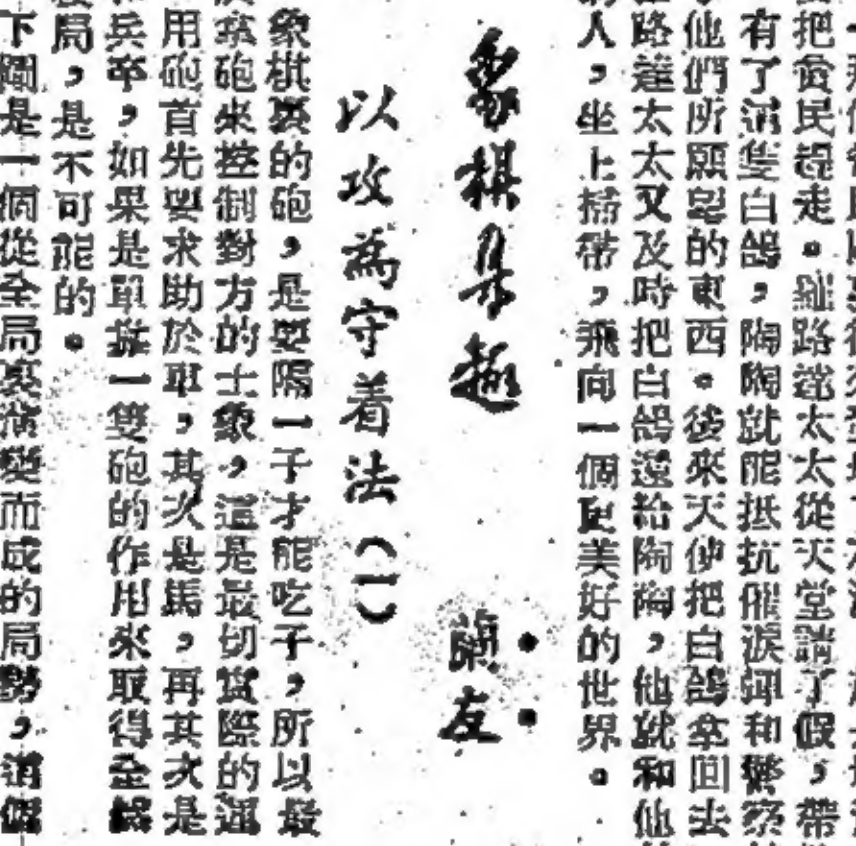 把貧民趕走。羅路達太太從天堂請了假,帶
有了這隻白鴿,陶陶就能抵抗催淚彈和警察
他們所願望的東西。後來天使把白鴿拿回去
路達太太又及時把白鴿還給陶陶,他就和他
人,坐上掃帚,飛向一個更美好的世界。
象棋集趣
蘭友
以攻為守着法(一)
象棋裏的砲,是要隔一子才能吃子,所以最
拿砲來控制對方的士象,這是最切實際的運
用砲首先要求助於車,其次是馬,再其次是
兵卒,如果是單靠一雙砲的作用來取得全
局,是不可能的。
下圖是一個從全局裏演變而成的局勢,這個